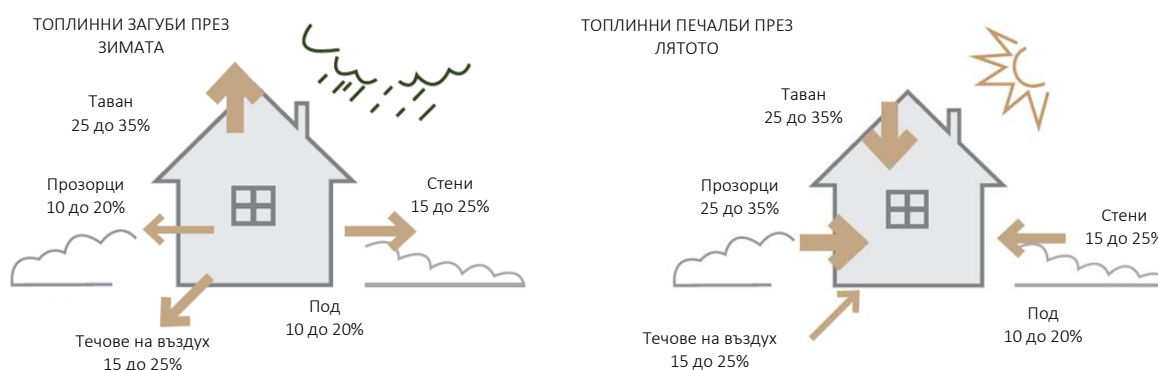 ТОПЛИННИ ЗАГУБИ ПРЕЗ
ЗИМАТА
Таван
25 до 35%
Прозорци
10 до 20%
Стени
15 до 25%
Под
10 до 20%
Течове на въздух
15 до 25%
ТОПЛИННИ ПЕЧАЛБИ ПРЕЗ
ЛЯТОТО
Таван
25 до 35%
Прозорци
25 до 35%
Стени
15 до 25%
Под
10 до 20%
Течове на въздух
15 до 25%